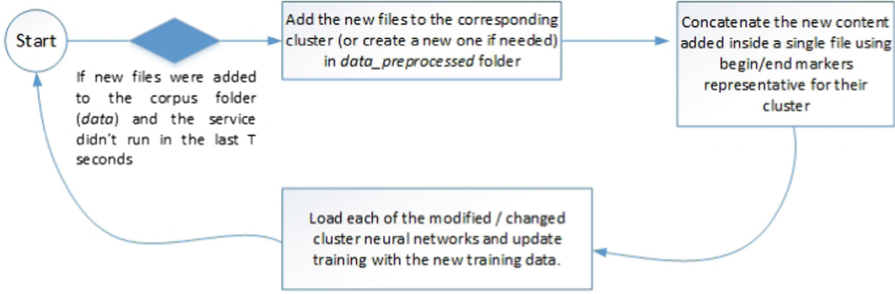 Start
If new files were added
to the corpus folder
(data) and the service
didn't run in the last T
seconds
Add the new files to the corresponding
cluster (or create a new one if needed)
in data_preprocessed folder
Concatenate the new content
added inside a single file using
begin/end markers
representative for their
cluster
Load each of the modified / changed
cluster neural networks and update
training with the new training data.